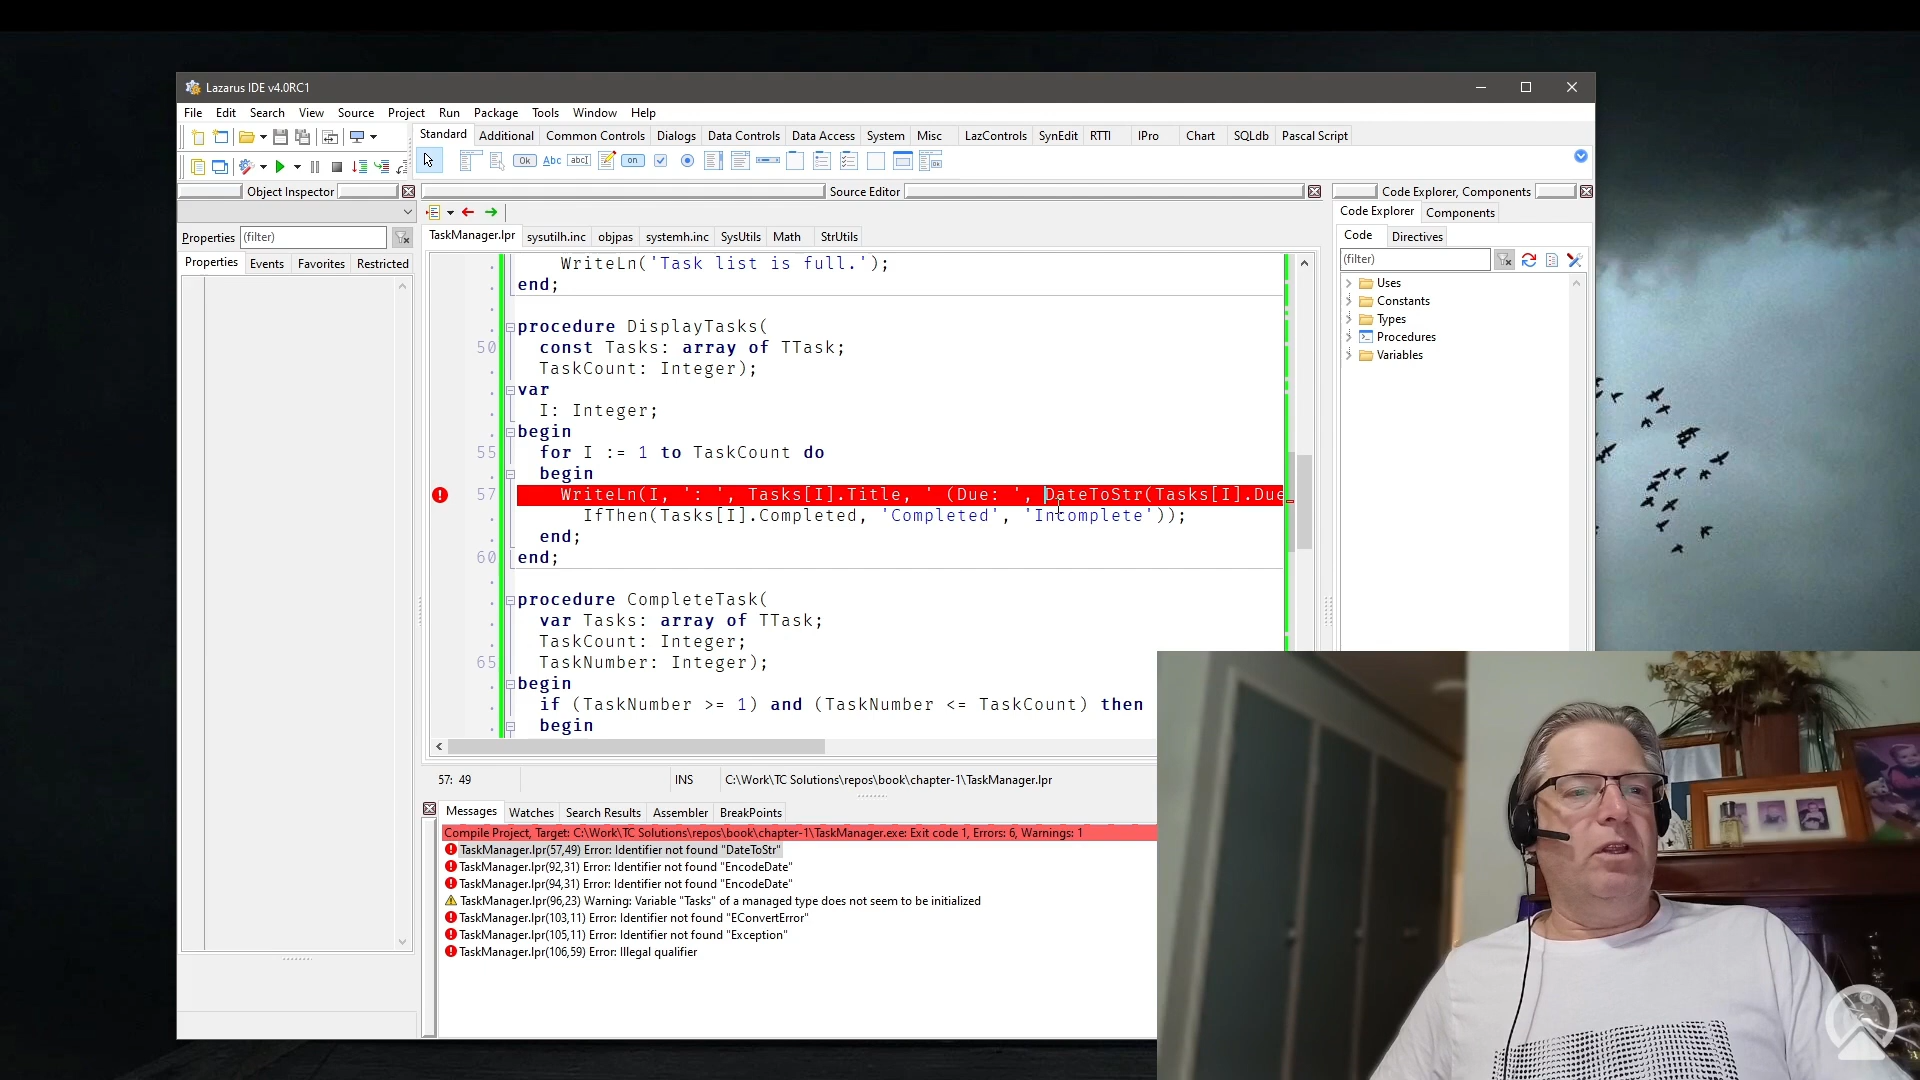 Lazarus IDE v4.0RC1
File Edit Search View Source Project Run Package Tools Window Help
Standard Additional Common Controls Dialogs Data Controls Data Access System Misc LazControls SynEdit RTTI IPro Chart SQLdb Pascal Script
Ok Abc abcI on
Object Inspector
Source Editor
Code Explorer, Components
Properties (filter)
Properties Events Favorites Restricted
TaskManager.lpr sysutilh.inc objpas systemh.inc SysUtils Math StrUtils
Code Explorer Components
Code Directives
(filter)
Uses
Constants
Types
Procedures
Variables
WriteLn('Task list is full.');
end;
procedure DisplayTasks(
50 const Tasks: array of TTask;
TaskCount: Integer);
var
I: Integer;
begin
55 for I := 1 to TaskCount do
begin
57 WriteLn(I, ': ', Tasks[I].Title, ' (Due: ', DateToStr(Tasks[I].Due
IfThen(Tasks[I].Completed, 'Completed', 'Incomplete'));
end;
60 end;
procedure CompleteTask(
var Tasks: array of TTask;
TaskCount: Integer;
65 TaskNumber: Integer);
begin
if (TaskNumber >= 1) and (TaskNumber <= TaskCount) then
begin
57: 49 INS C:\Work\TC Solutions\repos\book\chapter-1\TaskManager.lpr
Messages Watches Search Results Assembler BreakPoints
Compile Project, Target: C:\Work\TC Solutions\repos\book\chapter-1\TaskManager.exe: Exit code 1, Errors: 6, Warnings: 1
TaskManager.lpr(57,49) Error: Identifier not found "DateToStr"
TaskManager.lpr(92,31) Error: Identifier not found "EncodeDate"
TaskManager.lpr(94,31) Error: Identifier not found "EncodeDate"
TaskManager.lpr(96,23) Warning: Variable "Tasks" of a managed type does not seem to be initialized
TaskManager.lpr(103,11) Error: Identifier not found "EConvertError"
TaskManager.lpr(105,11) Error: Identifier not found "Exception"
TaskManager.lpr(106,59) Error: Illegal qualifier